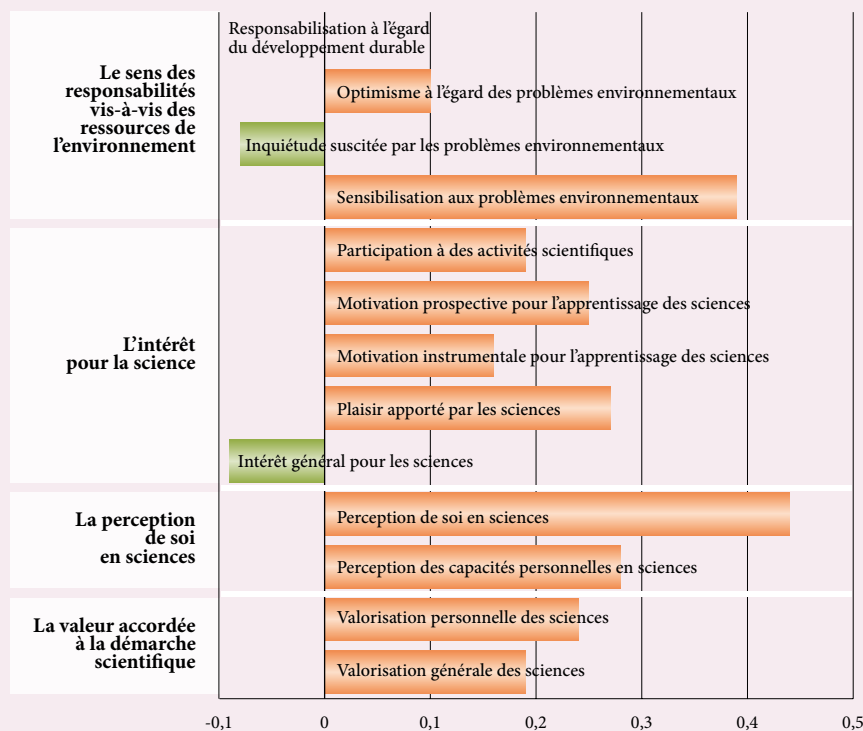 Responsabilisation à l'égard
du développement durable
Le sens des
responsabilités
vis-à-vis des
ressources de
l'environnement
Optimisme à l'égard des problèmes environnementaux
Inquiétude suscitée par les problèmes environnementaux
Sensibilisation aux problèmes environnementaux
L'intérêt
pour la science
Participation à des activités scientifiques
Motivation prospective pour l'apprentissage des sciences
Motivation instrumentale pour l'apprentissage des sciences
Plaisir apporté par les sciences
Intérêt général pour les sciences
La perception
de soi
en sciences
Perception de soi en sciences
Perception des capacités personnelles en sciences
La valeur accordée
à la démarche
scientifique
Valorisation personnelle des sciences
Valorisation générale des sciences
-0,1 0 0,1 0,2 0,3 0,4 0,5